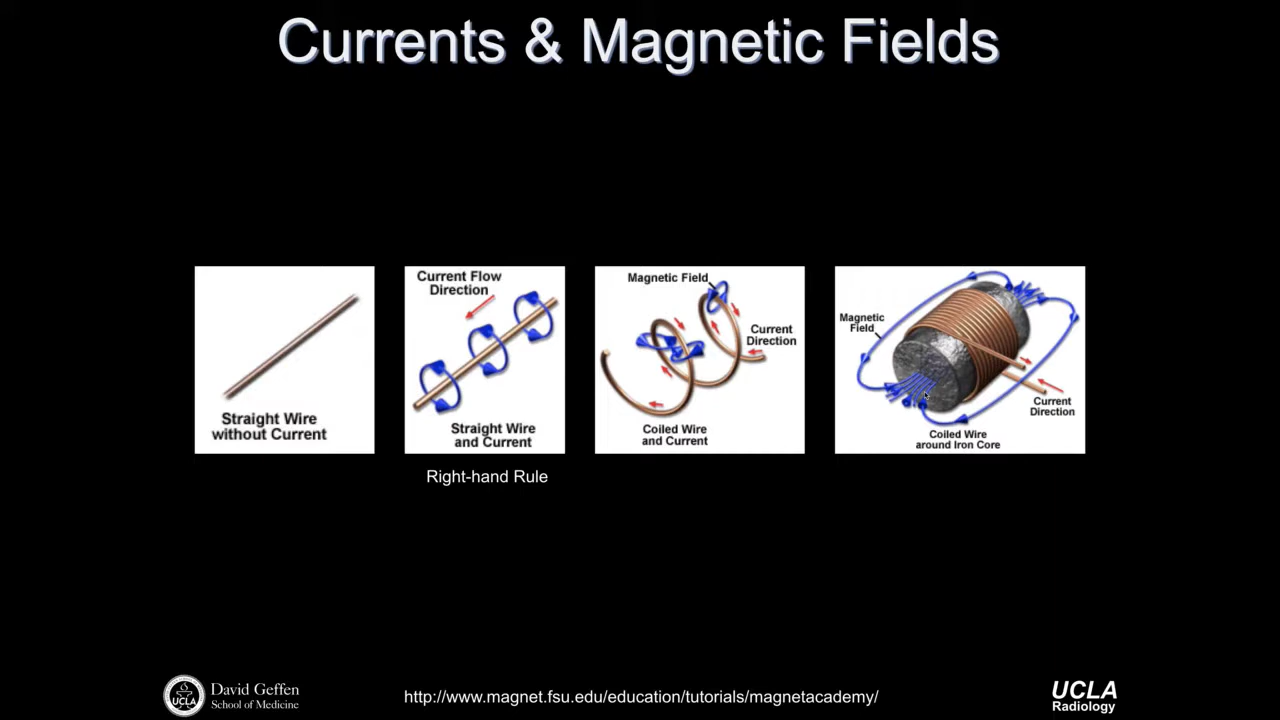 Currents & Magnetic Fields
Straight Wire
without Current
Current Flow
Direction
Straight Wire
and Current
Right-hand Rule
Magnetic Field
Current
Direction
Coiled Wire
and Current
Magnetic
Field
Current
Direction
Coiled Wire
around Iron Core
UCLA
David Geffen
School of Medicine
http://www.magnet.fsu.edu/education/tutorials/magnetacademy/
UCLA
Radiology